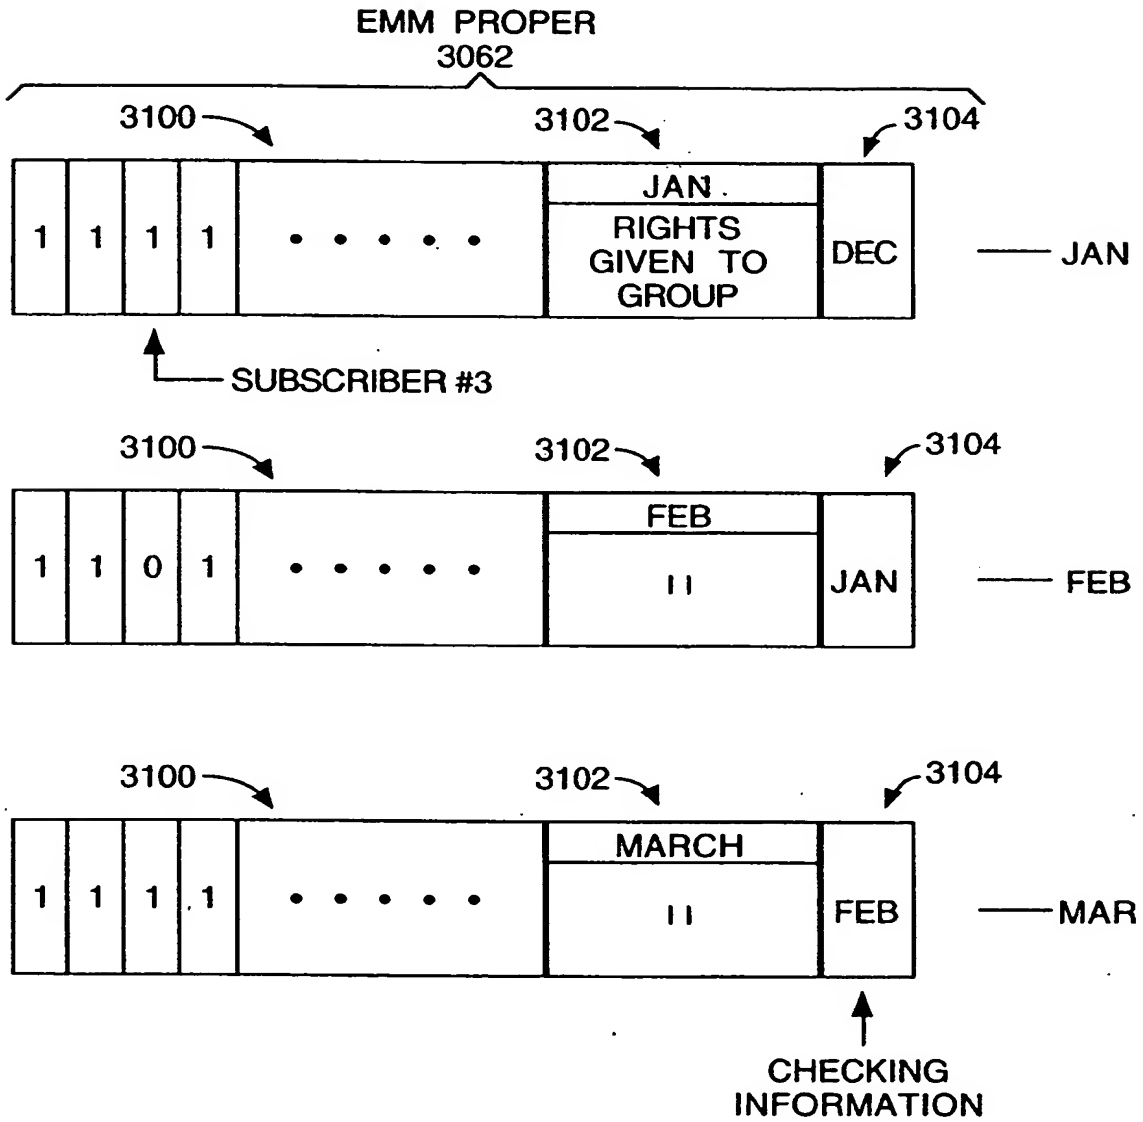 EMM PROPER
3062
3100
3102
3104
JAN
1 1 1 1 • • • • •
RIGHTS
GIVEN TO
GROUP
DEC
JAN
SUBSCRIBER #3
3100
3102
3104
FEB
1 1 0 1 • • • • •
"
JAN
FEB
3100
3102
3104
MARCH
1 1 1 1 • • • • •
"
FEB
MAR
CHECKING
INFORMATION